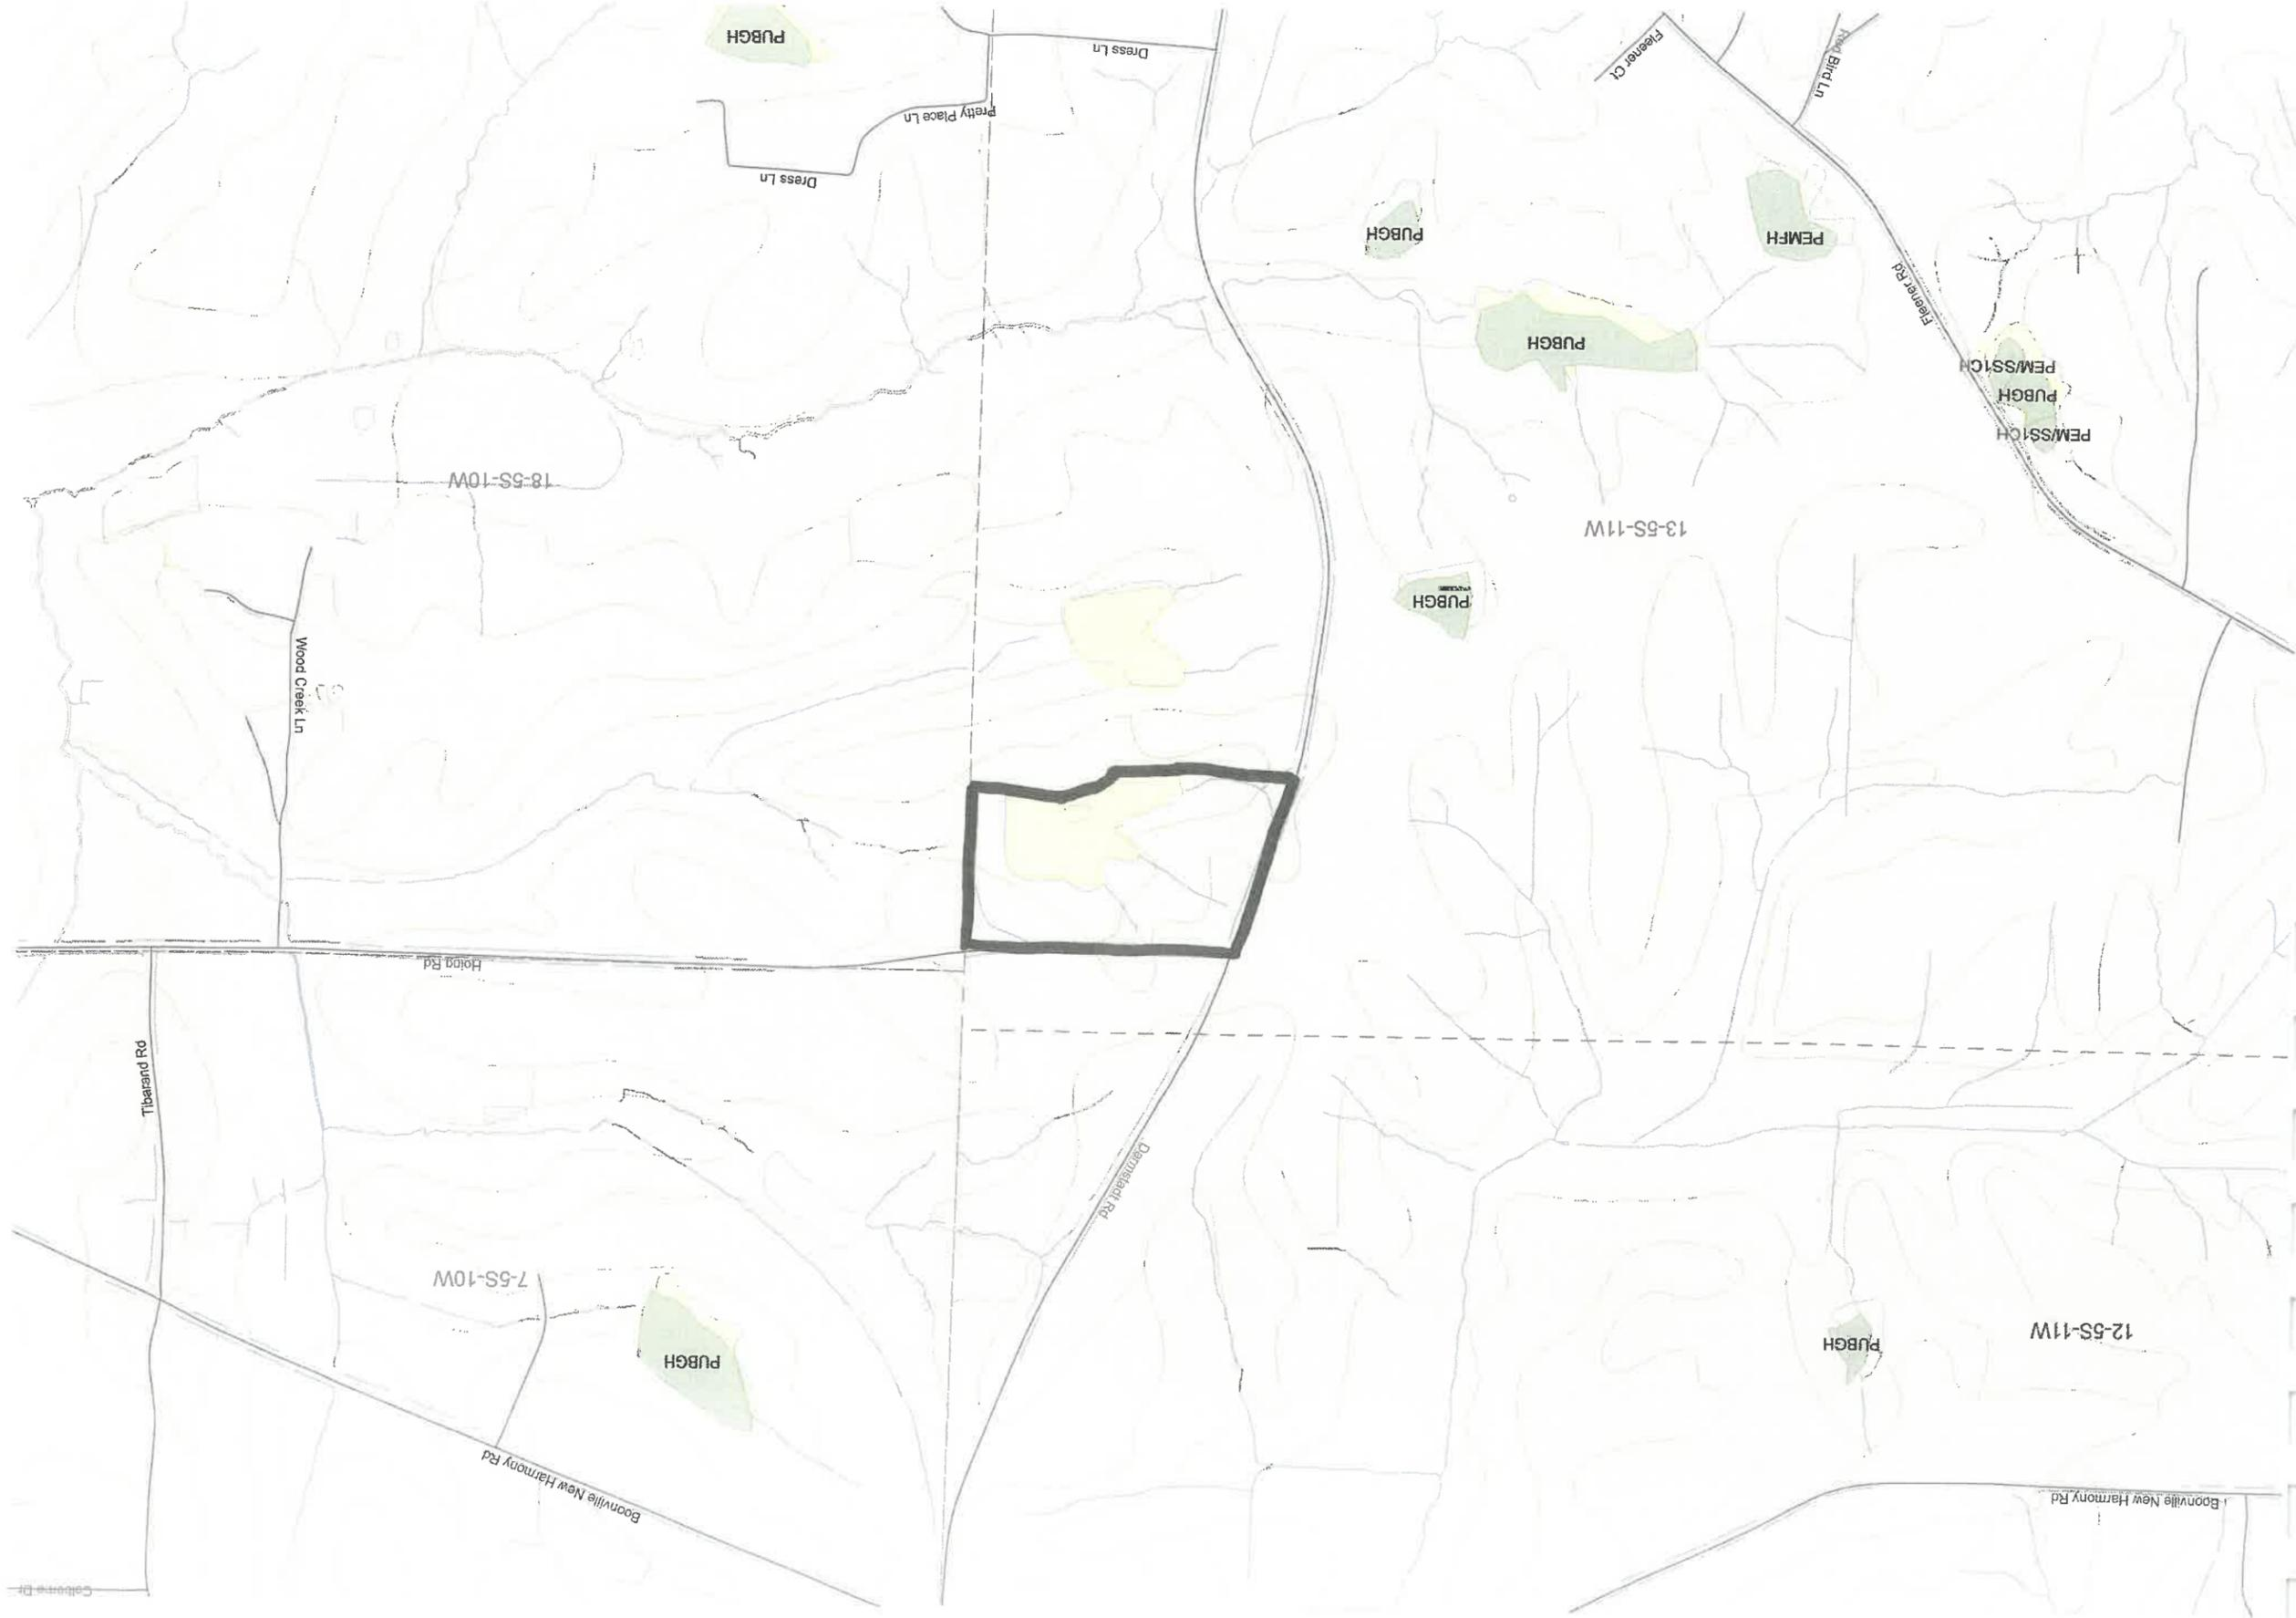 Boonville New Harmony Rd
Boonville New Harmony Rd
12-5S-11W
PUBGH
PUBGH
7-5S-10W
Darmstadt Rd
Tibarand Rd
Hoing Rd
Wood Creek Ln
PUBGH
13-5S-11W
18-5S-10W
PEM/SS1CH
PUBGH
PEM/SS1CH
PUBGH
Fleener Rd
PEMFH
PUBGH
Dress Ln
Pretty Place Ln
Red Bird Ln
Fleener Ct
Dress Ln
PUBGH